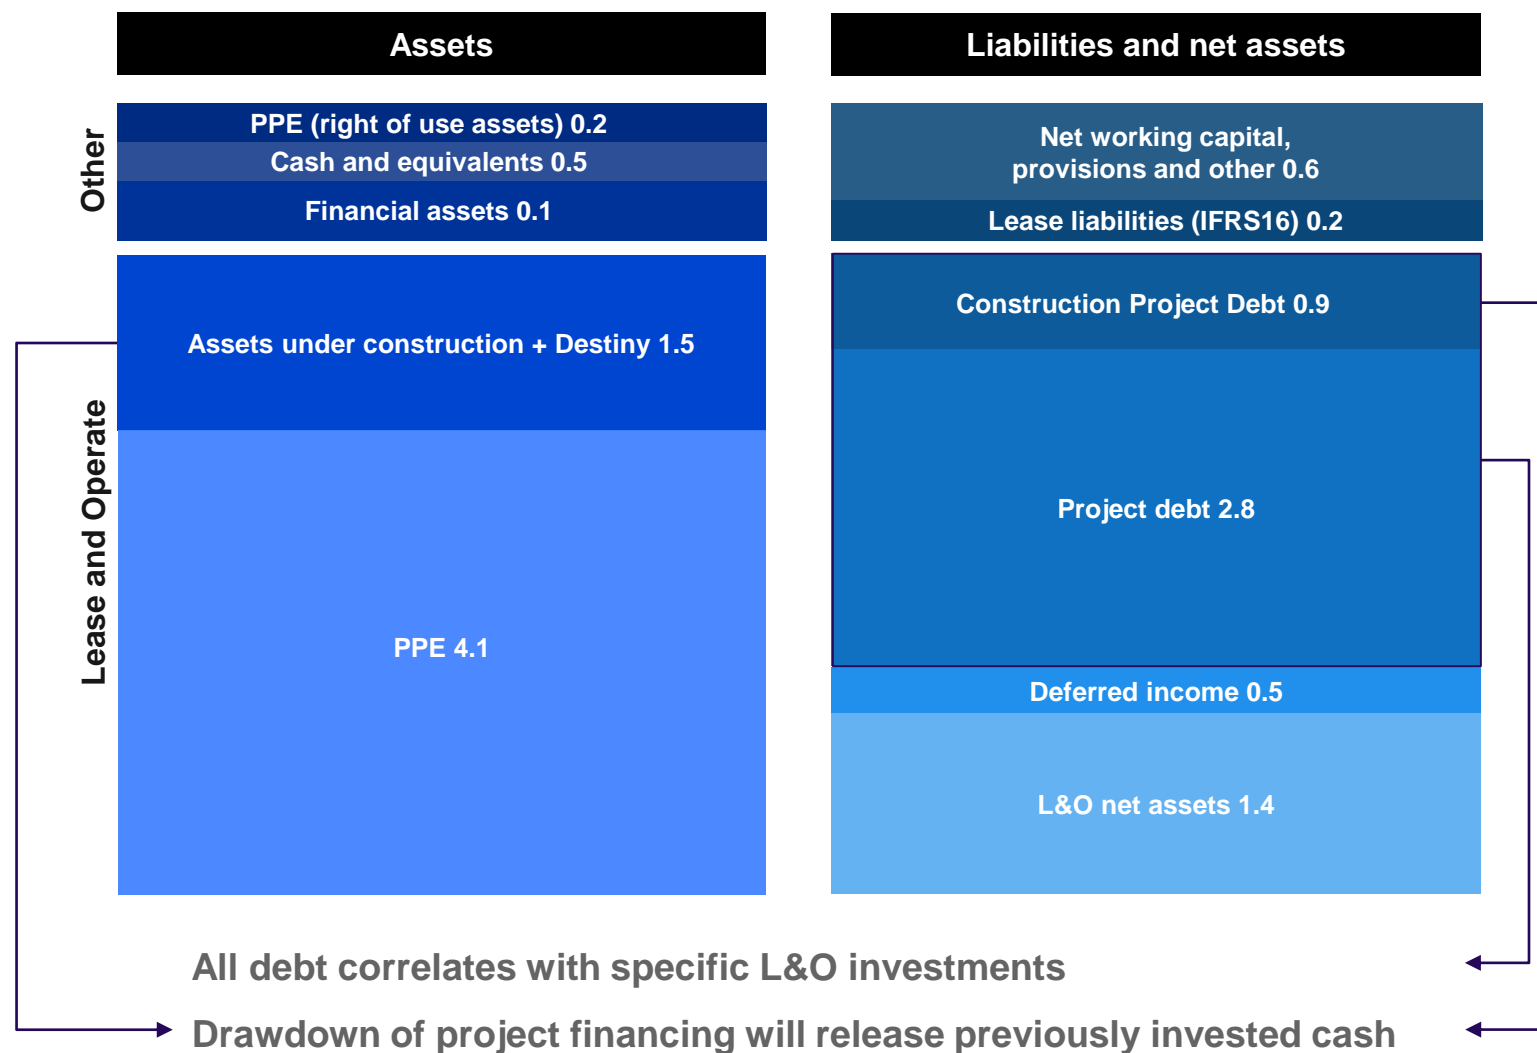 Assets
Liabilities and net assets
Other
PPE (right of use assets) 0.2
Cash and equivalents 0.5
Financial assets 0.1
Net working capital,
provisions and other 0.6
Lease liabilities (IFRS16) 0.2
Lease and Operate
Assets under construction + Destiny 1.5
PPE 4.1
Construction Project Debt 0.9
Project debt 2.8
Deferred income 0.5
L&O net assets 1.4
All debt correlates with specific L&O investments
Drawdown of project financing will release previously invested cash